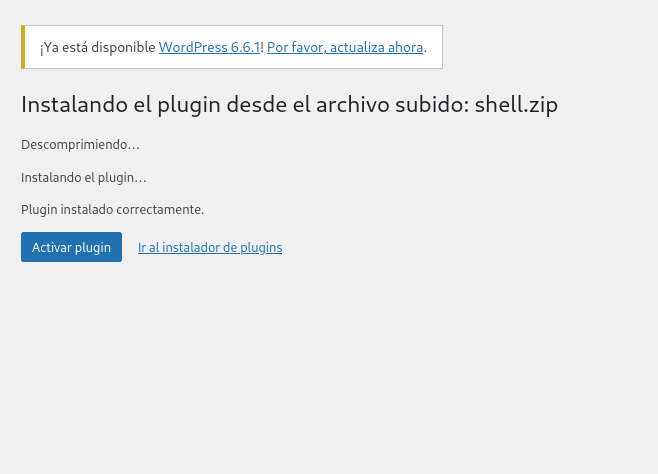 ¡Ya está disponible WordPress 6.6.1! Por favor, actualiza ahora.
Instalando el plugin desde el archivo subido: shell.zip
Descomprimiendo…
Instalando el plugin…
Plugin instalado correctamente.
Activar plugin Ir al instalador de plugins